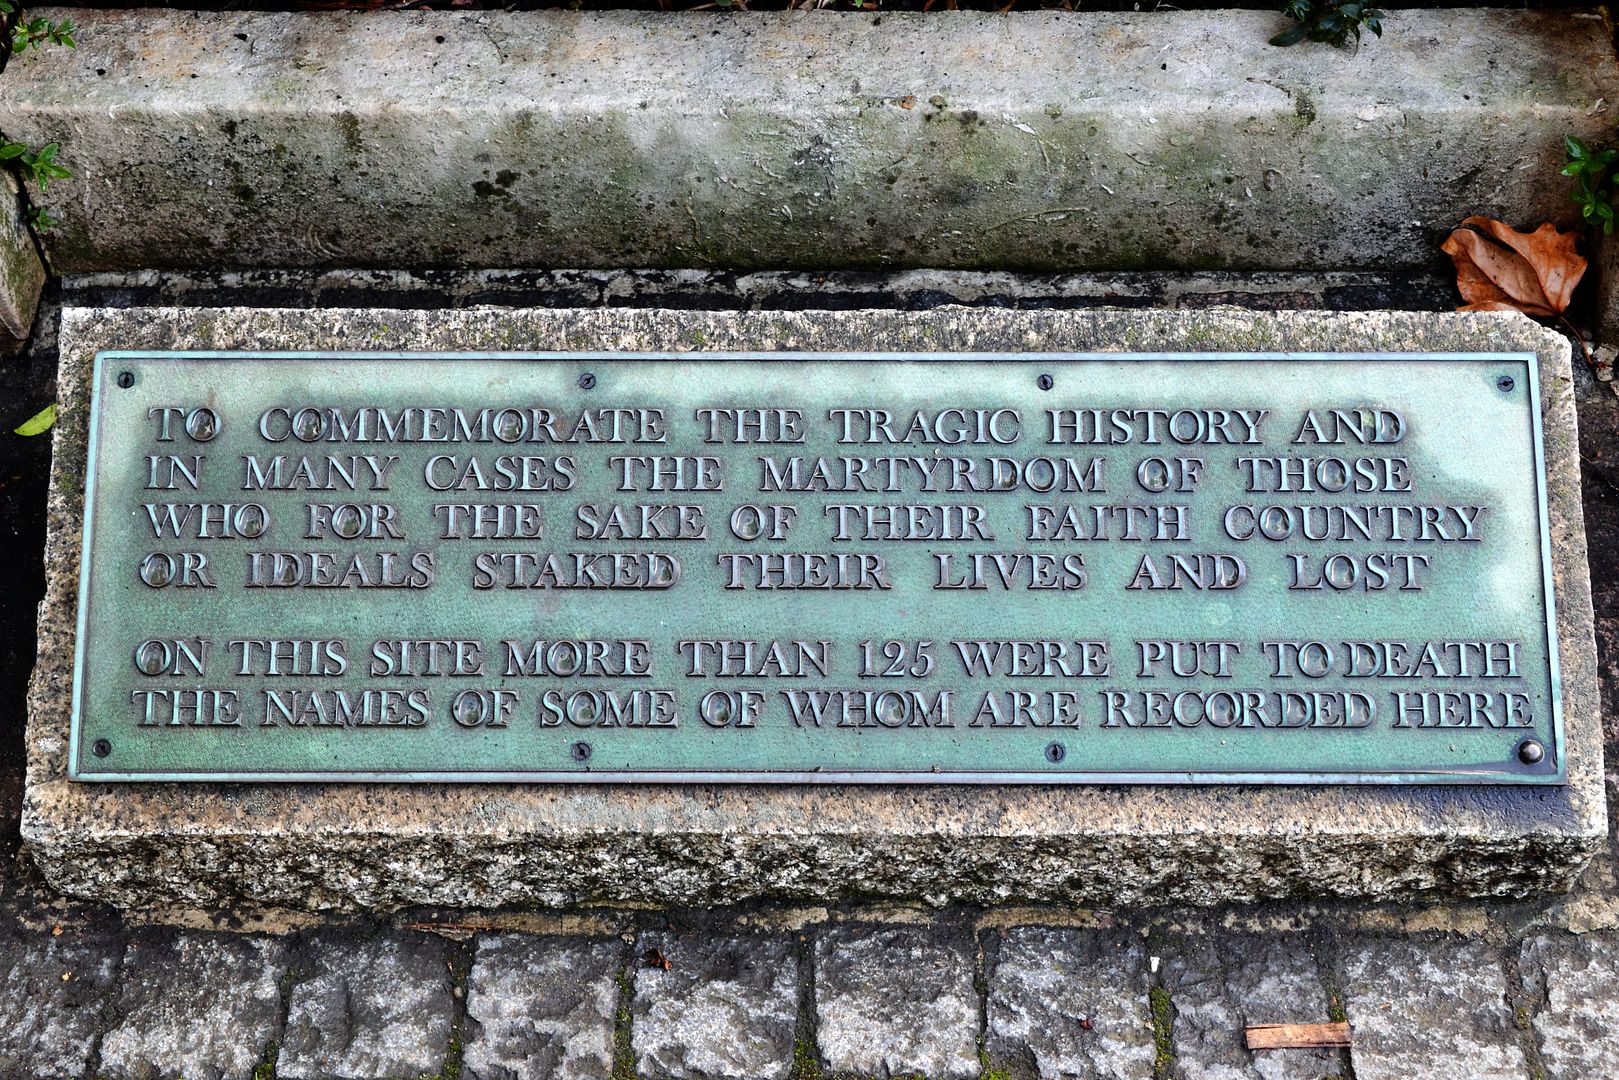 TO COMMEMORATE THE TRAGIC HISTORY AND
IN MANY CASES THE MARTYRDOM OF THOSE
WHO FOR THE SAKE OF THEIR FAITH COUNTRY
OR IDEALS STAKED THEIR LIVES AND LOST
ON THIS SITE MORE THAN 125 WERE PUT TO DEATH
THE NAMES OF SOME OF WHOM ARE RECORDED HERE